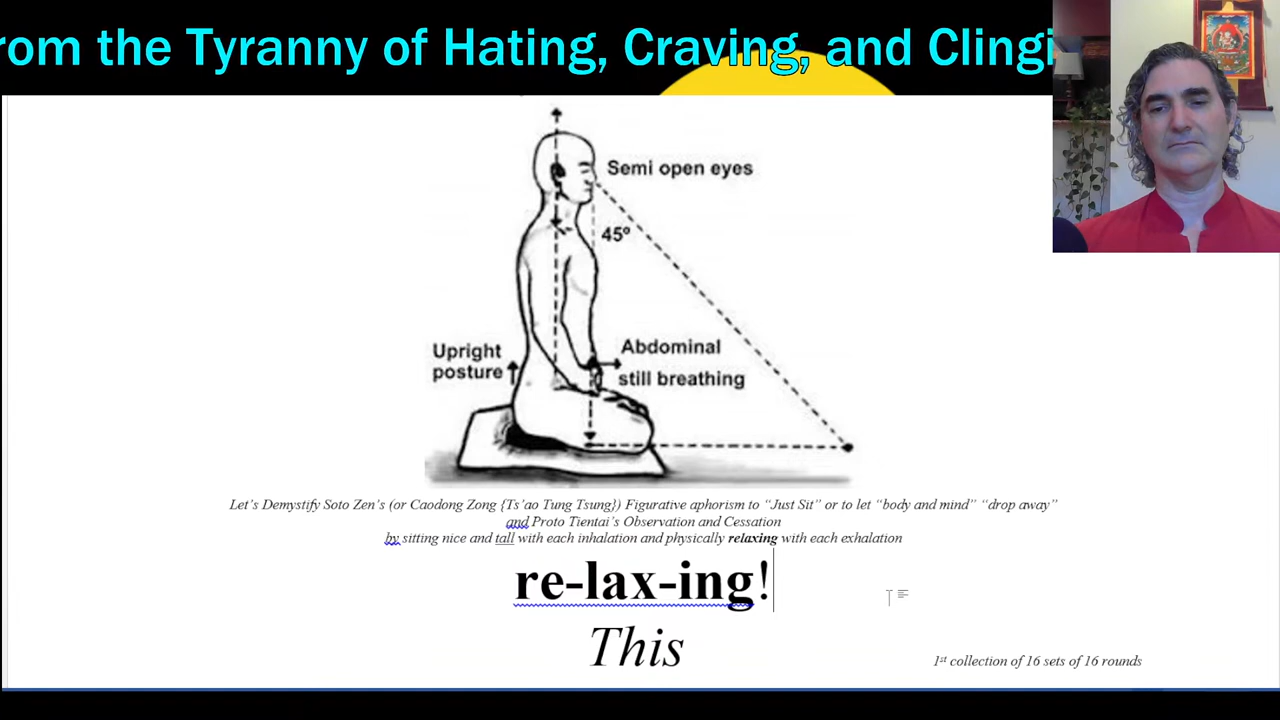 rom the Tyranny of Hating, Craving, and Clingi
Semi open eyes
45º
Upright
posture
Abdominal
still breathing
Let's Demystify Soto Zen's (or Caodong Zong {Ts'ao Tung Tsung}) Figurative aphorism to “Just Sit” or to let “body and mind” “drop away”
and Proto Tientai's Observation and Cessation
by sitting nice and tall with each inhalation and physically relaxing with each exhalation
re-lax-ing!
This
1st collection of 16 sets of 16 rounds